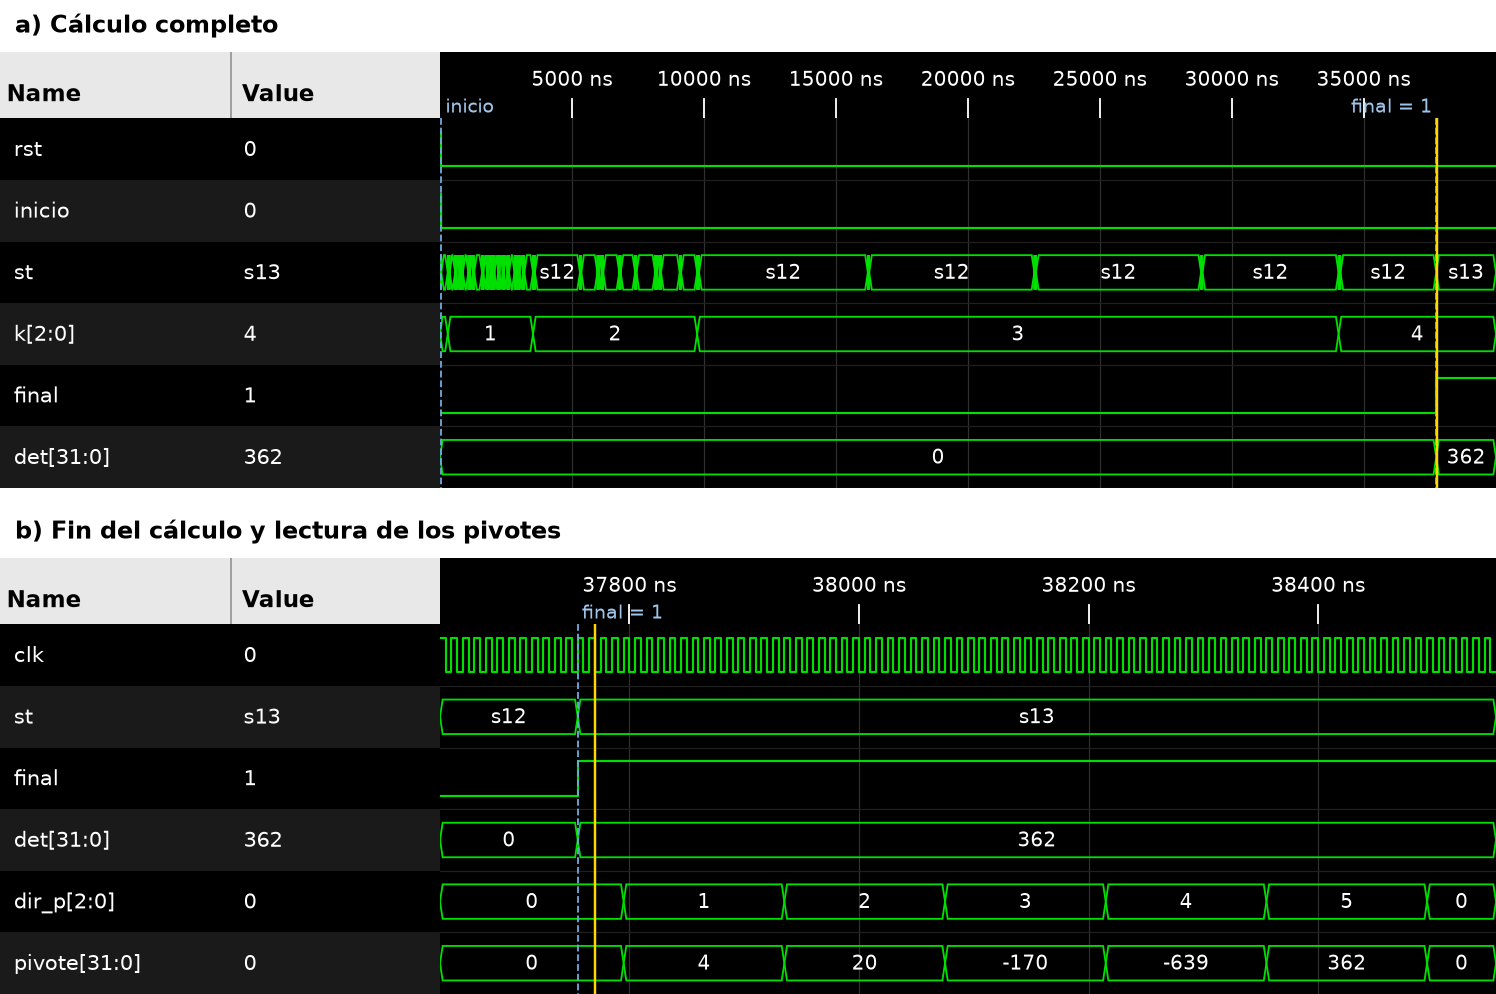 a) Cálculo completo
Name Value 5000 ns 10000 ns 15000 ns 20000 ns 25000 ns 30000 ns 35000 ns
inicio final = 1
rst 0
inicio 0
st s13 s12 s12 s12 s12 s12 s12 s13
k[2:0] 4 1 2 3 4
final 1
det[31:0] 362 0 362
b) Fin del cálculo y lectura de los pivotes
Name Value 37800 ns 38000 ns 38200 ns 38400 ns
final = 1
clk 0
st s13 s12 s13
final 1
det[31:0] 362 0 362
dir_p[2:0] 0 0 1 2 3 4 5 0
pivote[31:0] 0 0 4 20 -170 -639 362 0